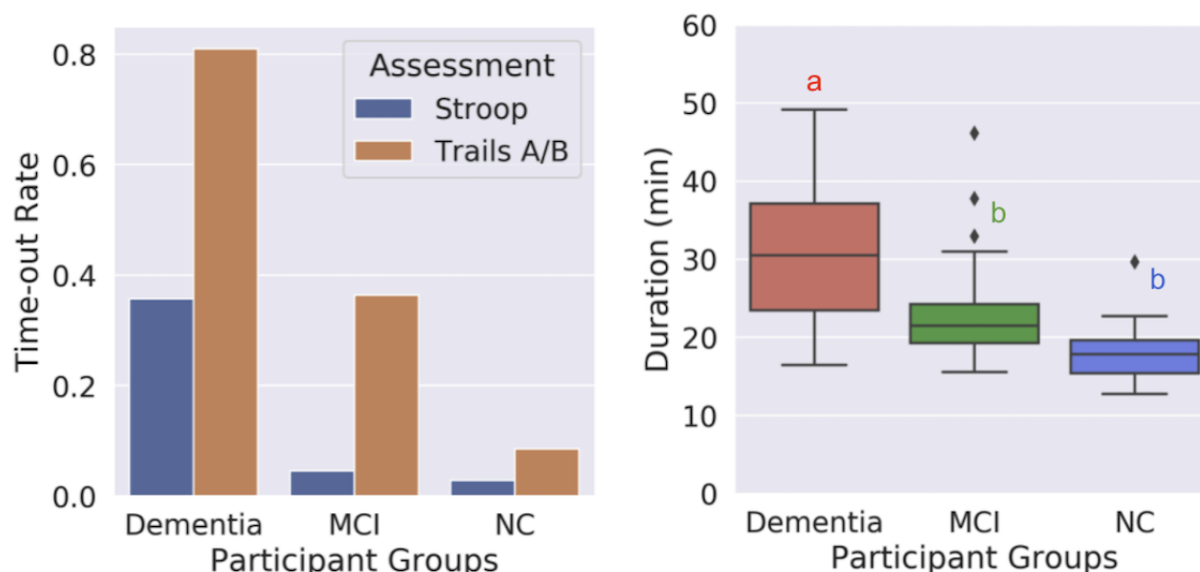 Time-out Rate
0.8
0.6
0.4
0.2
0.0
Assessment
Stroop
Trails A/B
Dementia MCI NC
Participant Groups
Duration (min)
60
50
40
30
20
10
0
a
b
b
Dementia MCI NC
Participant Groups